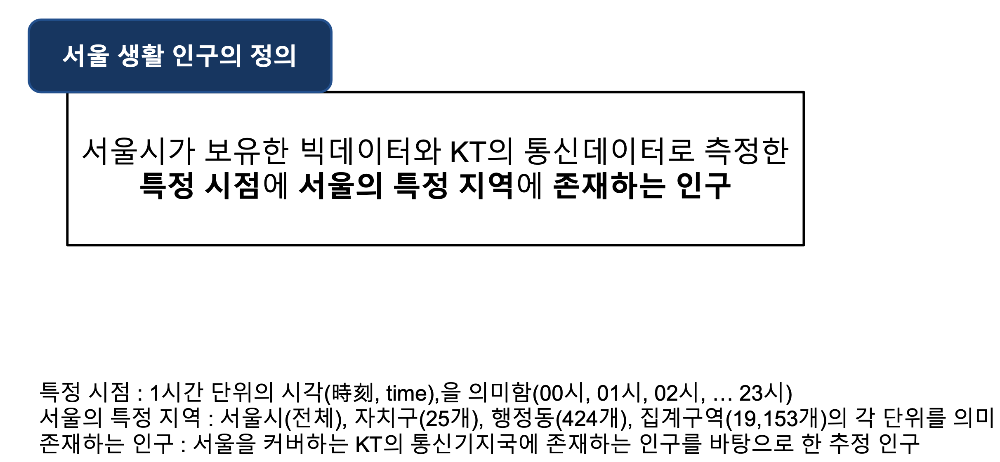 서울 생활 인구의 정의
서울시가 보유한 빅데이터와 KT의 통신데이터로 측정한
특정 시점에 서울의 특정 지역에 존재하는 인구
특정 시점 : 1시간 단위의 시각(時刻, time),을 의미함(00시, 01시, 02시, … 23시)
서울의 특정 지역 : 서울시(전체), 자치구(25개), 행정동(424개), 집계구역(19,153개)의 각 단위를 의미
존재하는 인구 : 서울을 커버하는 KT의 통신기지국에 존재하는 인구를 바탕으로 한 추정 인구